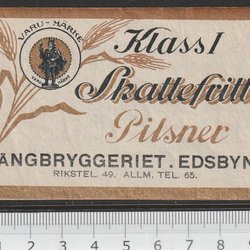 VARU-MÄRKE
Klass I
Skattefritt
Pilsner
ÅNGBRYGGERIET. EDSBYN
RIKSTEL. 49. ALLM. TEL. 65.